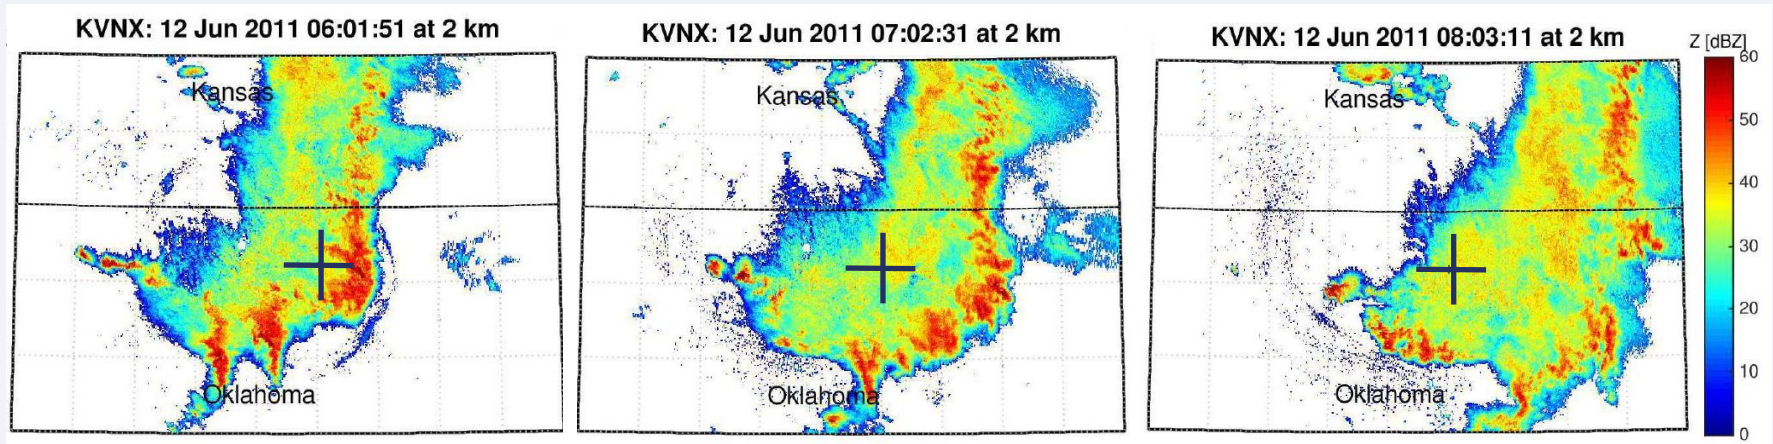 KVNX: 12 Jun 2011 06:01:51 at 2 km
Kansas
Oklahoma
KVNX: 12 Jun 2011 07:02:31 at 2 km
Kansas
Oklahoma
KVNX: 12 Jun 2011 08:03:11 at 2 km
Kansas
Oklahoma
Z [dBZ]
60
50
40
30
20
10
0